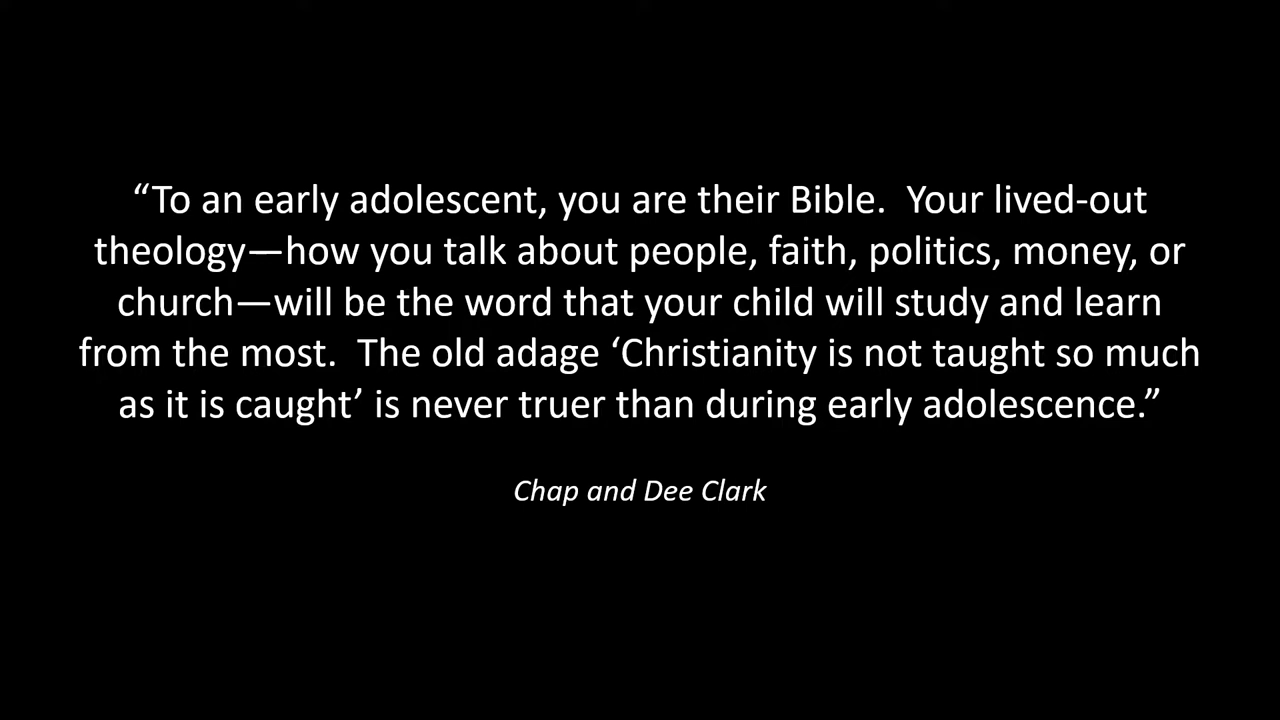 “To an early adolescent, you are their Bible.  Your lived-out
theology—how you talk about people, faith, politics, money, or
church—will be the word that your child will study and learn
from the most.  The old adage ‘Christianity is not taught so much
as it is caught’ is never truer than during early adolescence.”
Chap and Dee Clark